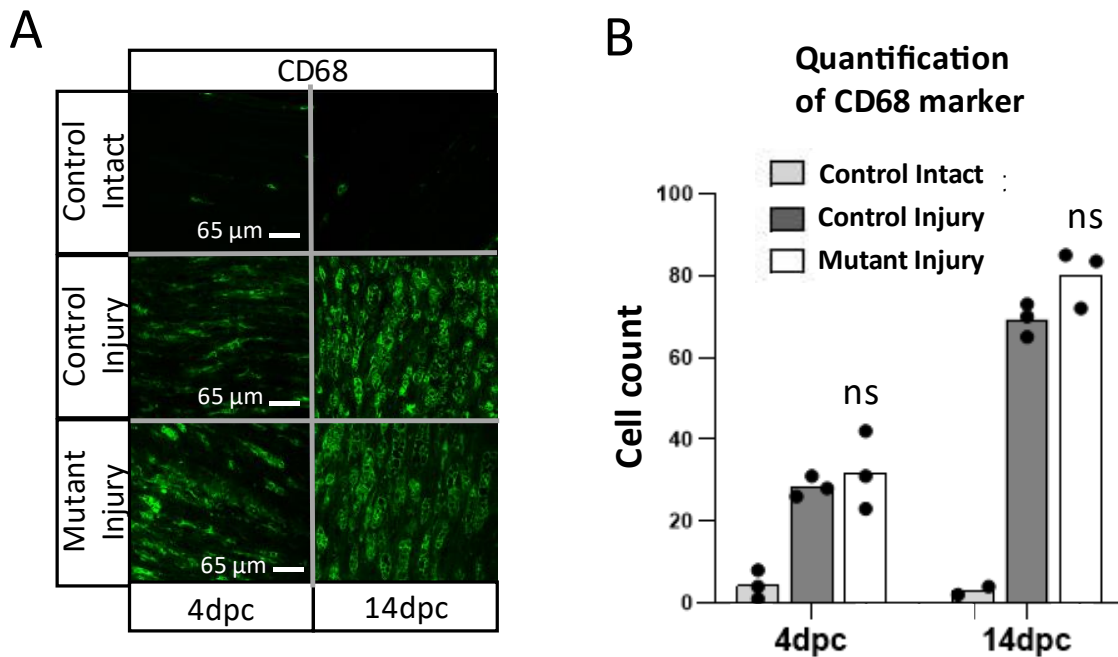 A
CD68
Control
Intact
65 µm
Control
Injury
65 µm
Mutant
Injury
65 µm
4dpc
14dpc
B
Quantification
of CD68 marker
Control Intact :
Control Injury
Mutant Injury
Cell count
100
80
60
40
20
0
ns
ns
4dpc
14dpc